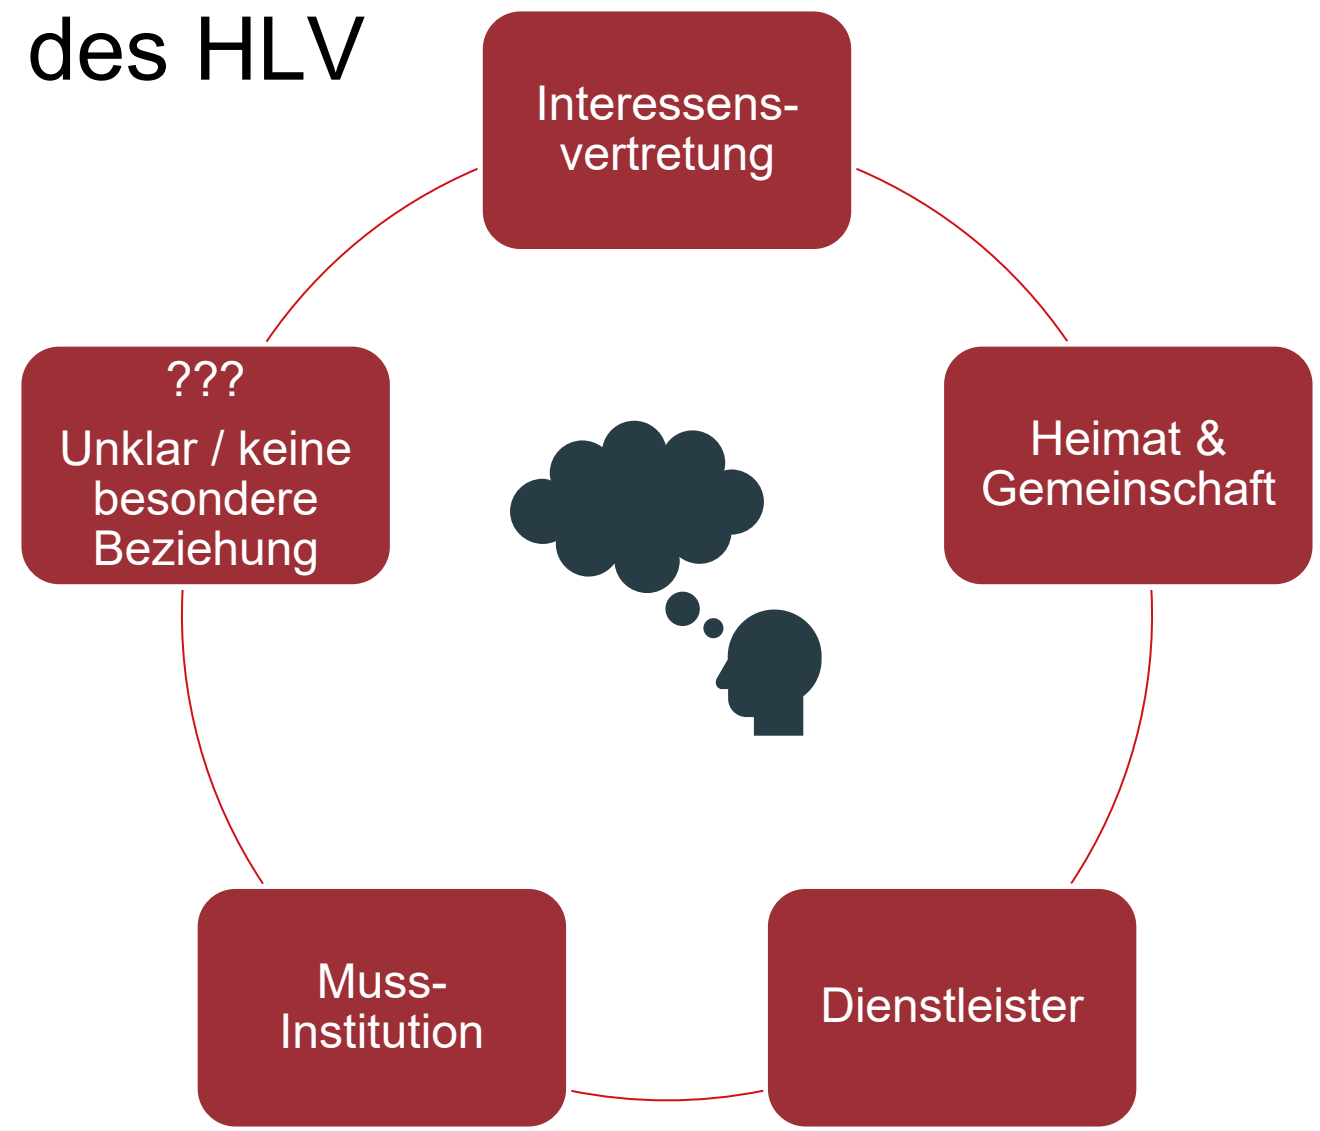 des HLV
Interessens-
vertretung
Heimat &
Gemeinschaft
Dienstleister
Muss-
Institution
???
Unklar / keine
besondere
Beziehung